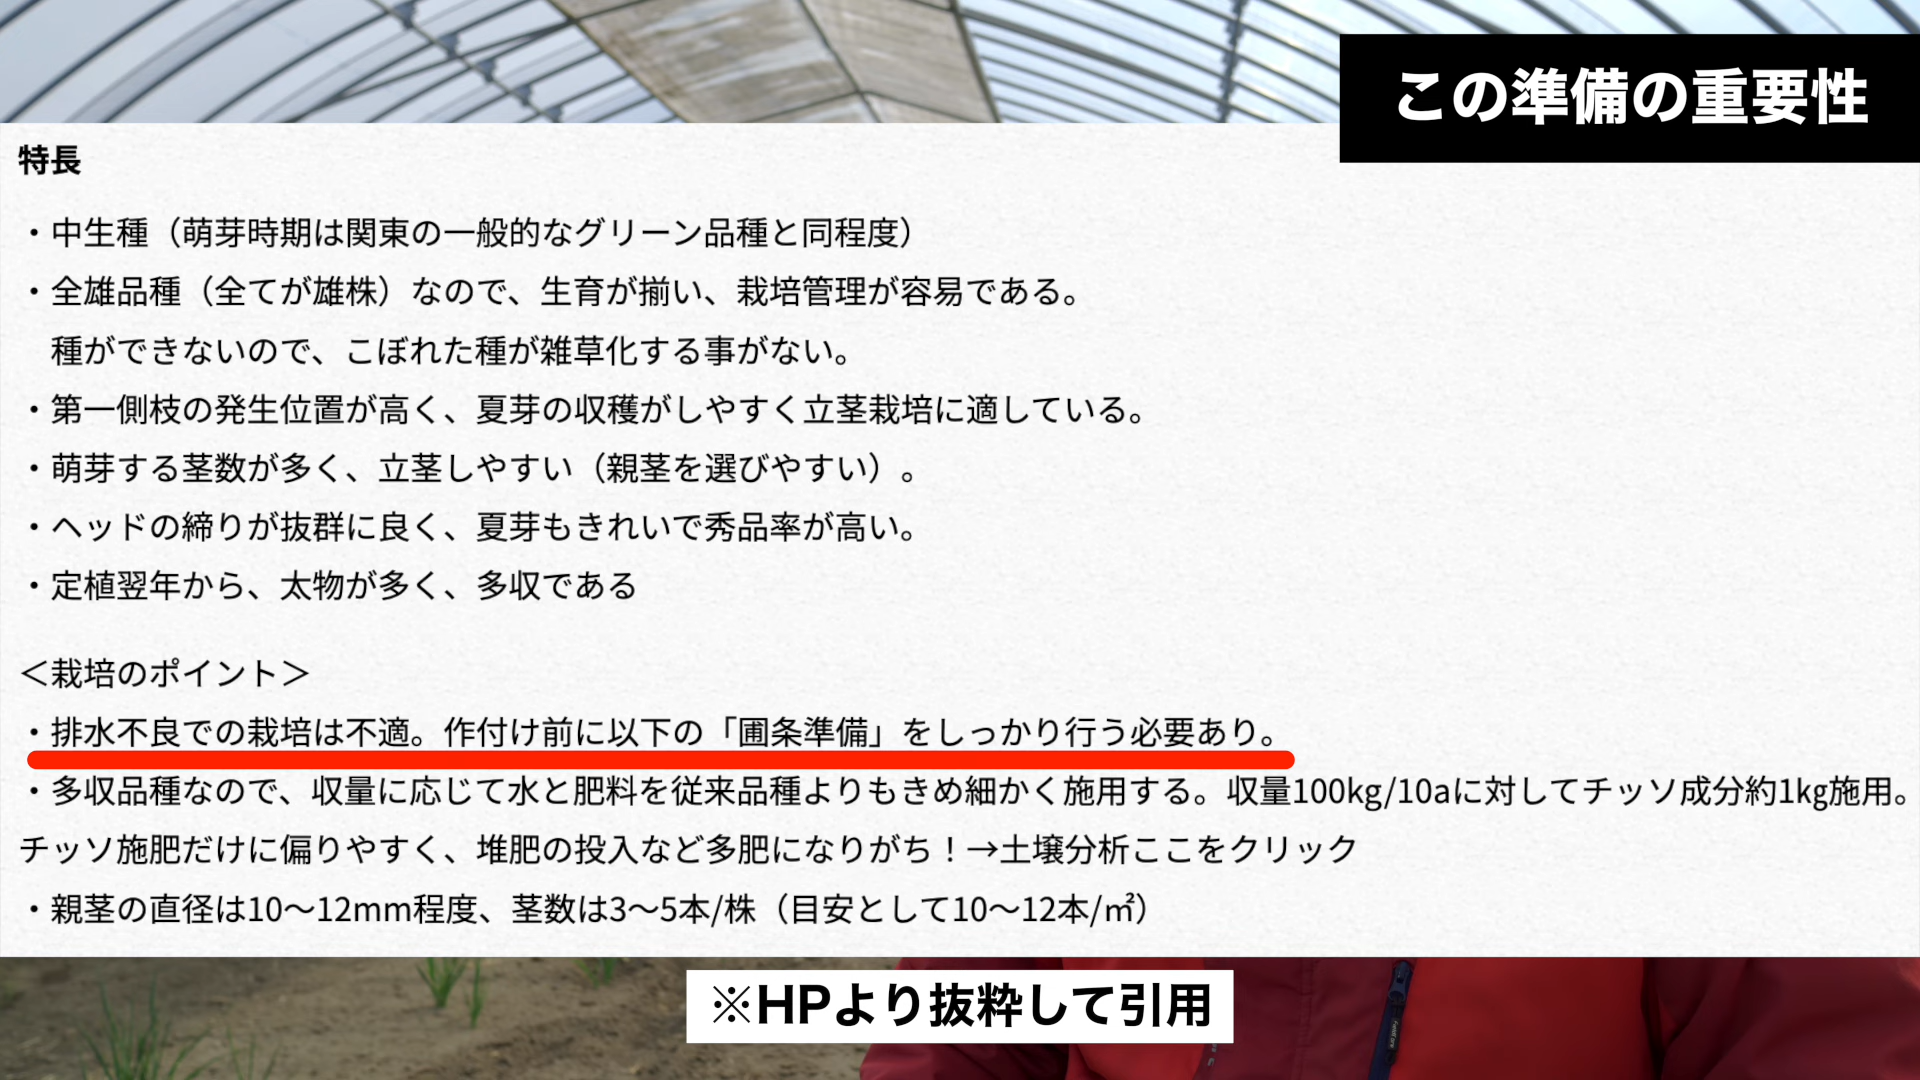 この準備の重要性
特長
・中生種（萌芽時期は関東の一般的なグリーン品種と同程度）
・全雄品種（全てが雄株）なので、生育が揃い、栽培管理が容易である。
種ができないので、こぼれた種が雑草化する事がない。
・第一側枝の発生位置が高く、夏芽の収穫がしやすく立茎栽培に適している。
・萌芽する茎数が多く、立茎しやすい（親茎を選びやすい）。
・ヘッドの締りが抜群に良く、夏芽もきれいで秀品率が高い。
・定植翌年から、太物が多く、多収である
＜栽培のポイント＞
・排水不良での栽培は不適。作付け前に以下の「圃条準備」をしっかり行う必要あり。
・多収品種なので、収量に応じて水と肥料を従来品種よりもきめ細かく施用する。収量100kg/10aに対してチッソ成分約1kg施用。
チッソ施肥だけに偏りやすく、堆肥の投入など多肥になりがち！→土壌分析ここをクリック
・親茎の直径は10〜12mm程度、茎数は3〜5本/株（目安として10〜12本/㎡）
※HPより抜粋して引用